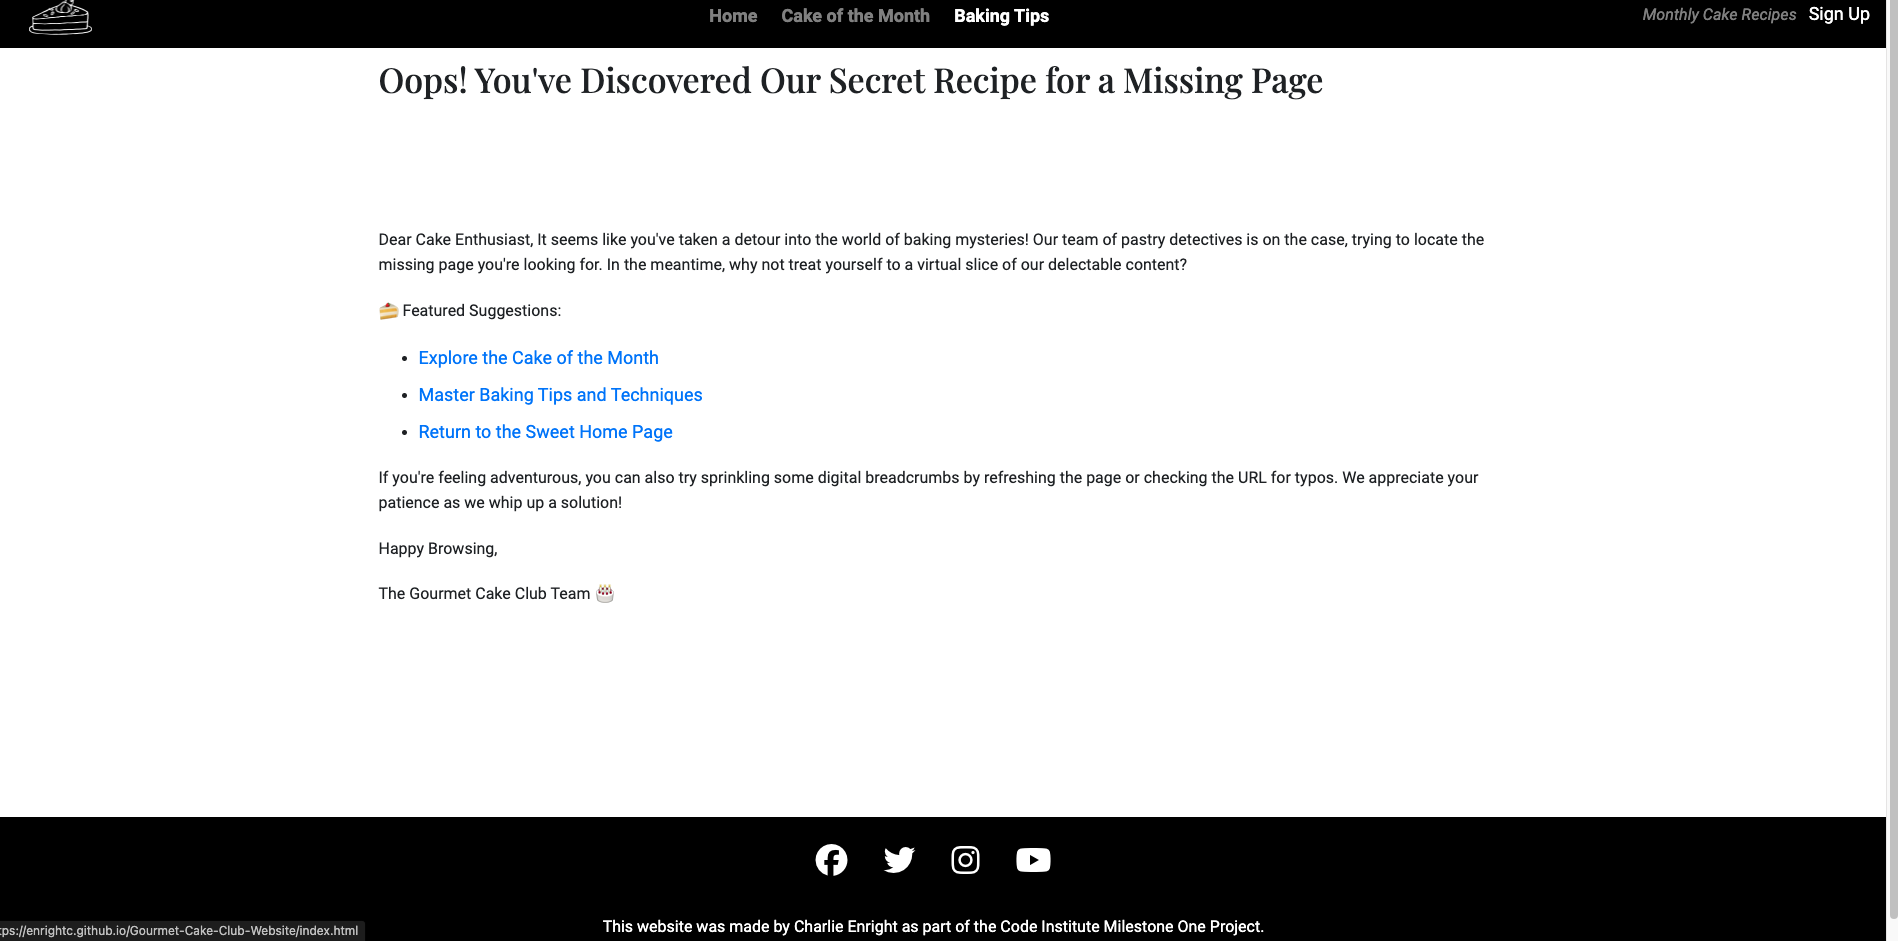 Home Cake of the Month Baking Tips Monthly Cake Recipes Sign Up
Oops! You've Discovered Our Secret Recipe for a Missing Page
Dear Cake Enthusiast, It seems like you've taken a detour into the world of baking mysteries! Our team of pastry detectives is on the case, trying to locate the
missing page you're looking for. In the meantime, why not treat yourself to a virtual slice of our delectable content?
🍰 Featured Suggestions:
• Explore the Cake of the Month
• Master Baking Tips and Techniques
• Return to the Sweet Home Page
If you're feeling adventurous, you can also try sprinkling some digital breadcrumbs by refreshing the page or checking the URL for typos. We appreciate your
patience as we whip up a solution!
Happy Browsing,
The Gourmet Cake Club Team 🎂
This website was made by Charlie Enright as part of the Code Institute Milestone One Project.
tps://enrightc.github.io/Gourmet-Cake-Club-Website/index.html